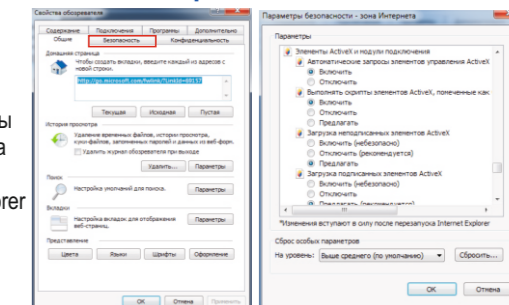 ы
а
rer
Свойства обозревателя
Содержание Подключения Программы Дополнительно
Общие Безопасность Конфиденциальность
Домашняя страница
Чтобы создать вкладки, введите каждый из адресов с
новой строки.
Текущая Исходная Пустая
История просмотра
Удаление временных файлов, истории просмотра,
куки-файлов, запомненных паролей и данных из веб-форм.
Удалять журнал обозревателя при выходе
Удалить... Параметры
Поиск
Настройка умолчаний для поиска. Параметры
Вкладки
Настройка вкладок для отображения Параметры
веб-страниц.
Представление
Цвета Языки Шрифты Оформление
ОК Отмена Применить
Параметры безопасности - зона Интернета
Параметры
Элементы ActiveX и модули подключения
Автоматические запросы элементов управления ActiveX
Включить
Отключить
Выполнять скрипты элементов ActiveX, помеченные как
Включить
Отключить
Предлагать
Загрузка неподписанных элементов ActiveX
Включить (небезопасно)
Отключить (рекомендуется)
Предлагать
Загрузка подписанных элементов ActiveX
Включить (небезопасно)
Отключить
Предлагать (рекомендуется)
*Изменения вступают в силу после перезапуска Internet Explorer
Сброс особых параметров
На уровень: Выше среднего (по умолчанию) Сбросить...
ОК Отмена